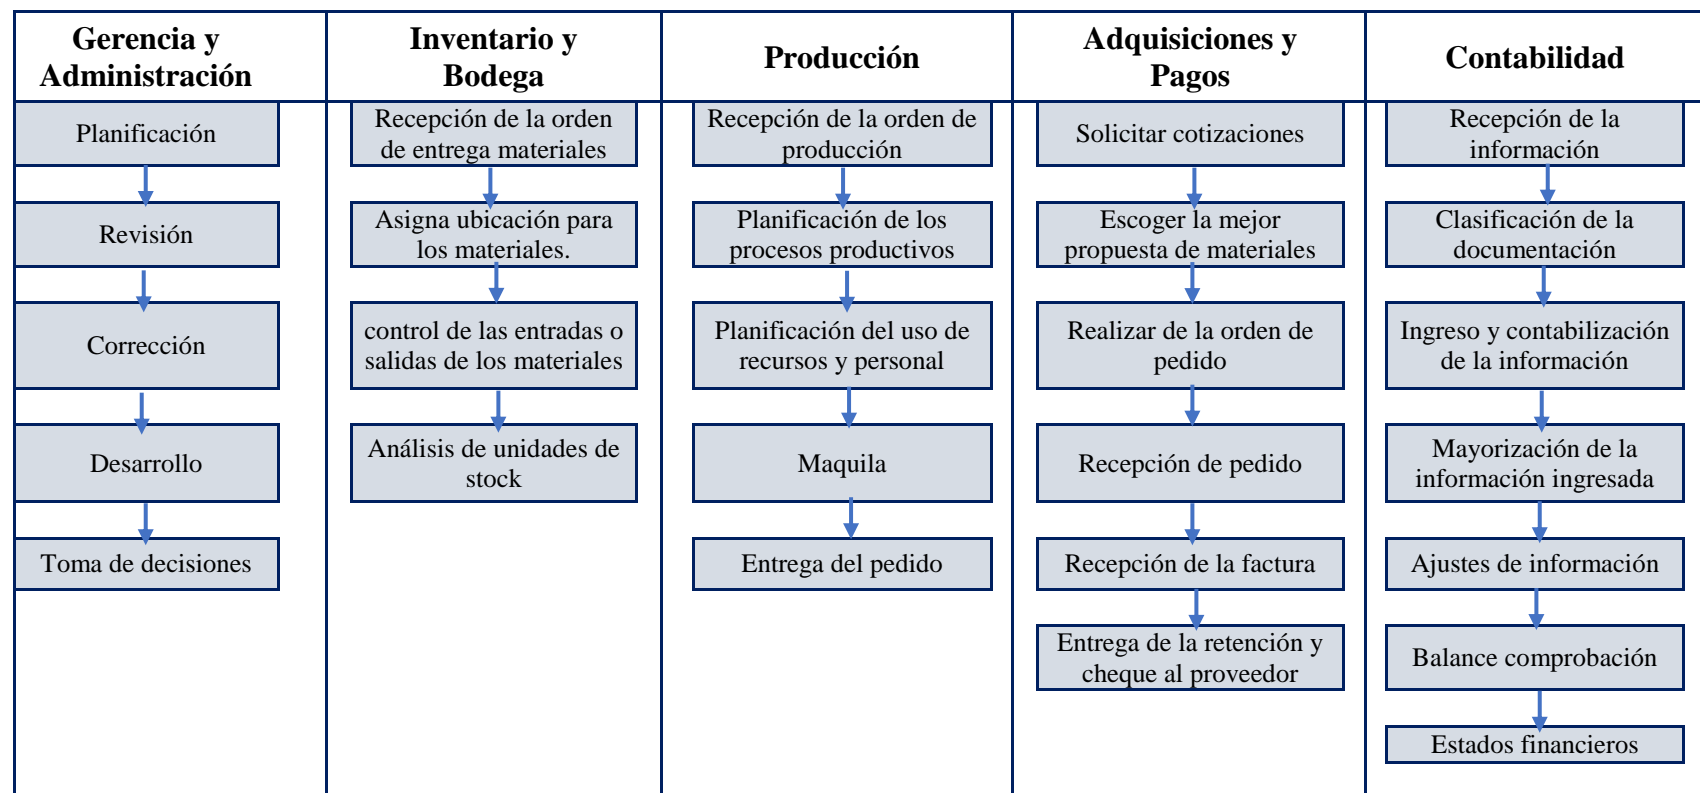 Gerencia y
Administración
Inventario y
Bodega
Producción
Adquisiciones y
Pagos
Contabilidad
Planificación
Revisión
Corrección
Desarrollo
Toma de decisiones
Recepción de la orden
de entrega materiales
Asigna ubicación para
los materiales.
control de las entradas o
salidas de los materiales
Análisis de unidades de
stock
Recepción de la orden de
producción
Planificación de los
procesos productivos
Planificación del uso de
recursos y personal
Maquila
Entrega del pedido
Solicitar cotizaciones
Escoger la mejor
propuesta de materiales
Realizar de la orden de
pedido
Recepción de pedido
Recepción de la factura
Entrega de la retención y
cheque al proveedor
Recepción de la
información
Clasificación de la
documentación
Ingreso y contabilización
de la información
Mayorización de la
información ingresada
Ajustes de información
Balance comprobación
Estados financieros